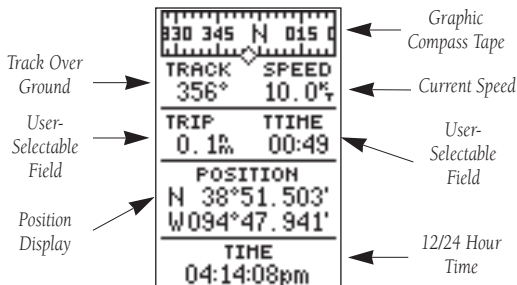 330 345 N 015 0
TRACK SPEED
356° 10.0KT
TRIP TTIME
0.1nm 00:49
POSITION
N 38°51.503'
W094°47.941'
TIME
04:14:08pm
Track Over
Ground
User-
Selectable
Field
Position
Display
Graphic
Compass Tape
Current Speed
User-
Selectable
Field
12/24 Hour
Time